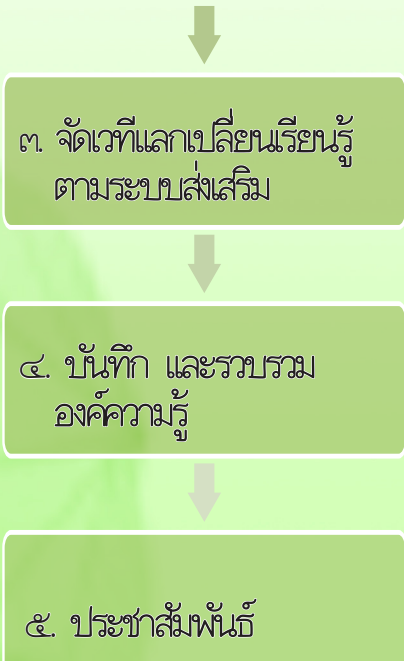 ๓. จัดเวทีแลกเปลี่ยนเรียนรู้
ตามระบบส่งเสริม
๔. บันทึก และรวบรวม
องค์ความรู้
๕. ประชาสัมพันธ์